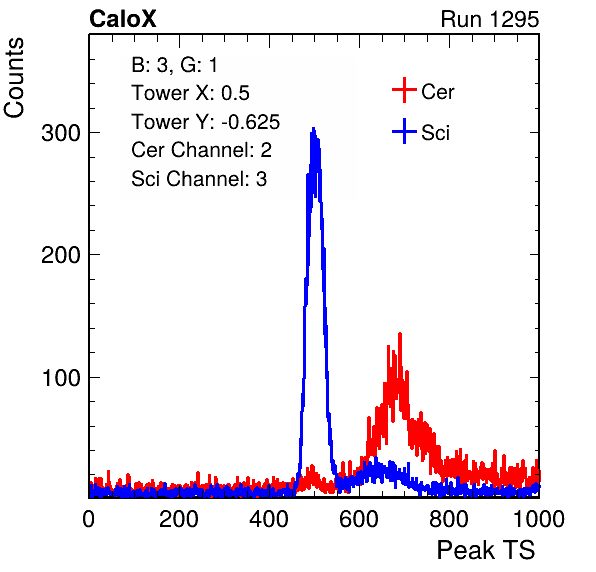 CaloX Run 1295
Counts
B: 3, G: 1
Tower X: 0.5
Tower Y: -0.625
Cer Channel: 2
Sci Channel: 3
Cer
Sci
300
200
100
0 200 400 600 800 1000
Peak TS